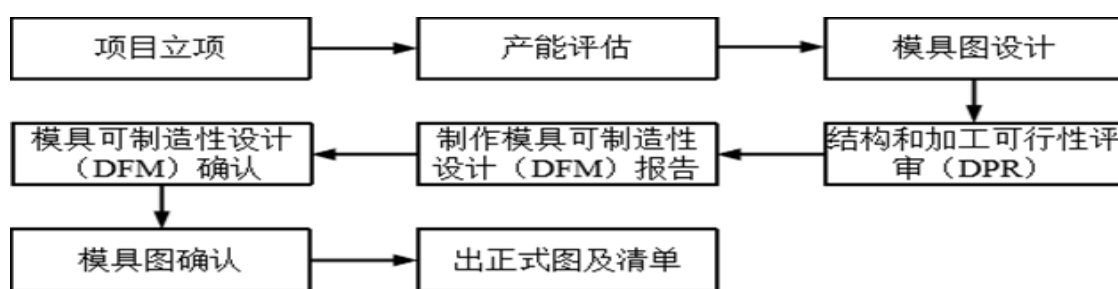 项目立项
产能评估
模具图设计
结构和加工可行性评
审（DPR）
制作模具可制造性
设计（DFM）报告
模具可制造性设计
（DFM）确认
模具图确认
出正式图及清单